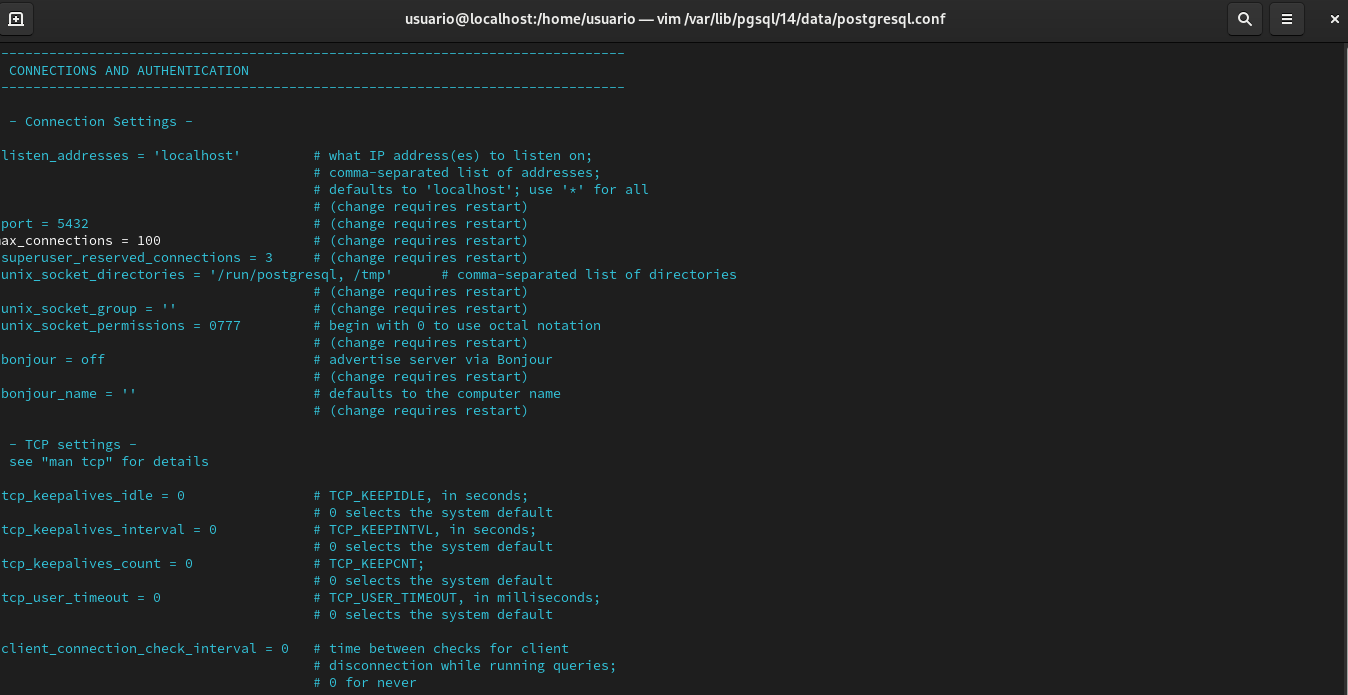 usuario@localhost:/home/usuario — vim /var/lib/pgsql/14/data/postgresql.conf
------------------------------------------------------------------------------
CONNECTIONS AND AUTHENTICATION
------------------------------------------------------------------------------
- Connection Settings -
listen_addresses = 'localhost' # what IP address(es) to listen on;
# comma-separated list of addresses;
# defaults to 'localhost'; use '*' for all
# (change requires restart)
port = 5432 # (change requires restart)
ax_connections = 100 # (change requires restart)
superuser_reserved_connections = 3 # (change requires restart)
unix_socket_directories = '/run/postgresql, /tmp' # comma-separated list of directories
# (change requires restart)
unix_socket_group = '' # (change requires restart)
unix_socket_permissions = 0777 # begin with 0 to use octal notation
# (change requires restart)
bonjour = off # advertise server via Bonjour
# (change requires restart)
bonjour_name = '' # defaults to the computer name
# (change requires restart)
- TCP settings -
see "man tcp" for details
tcp_keepalives_idle = 0 # TCP_KEEPIDLE, in seconds;
# 0 selects the system default
tcp_keepalives_interval = 0 # TCP_KEEPINTVL, in seconds;
# 0 selects the system default
tcp_keepalives_count = 0 # TCP_KEEPCNT;
# 0 selects the system default
tcp_user_timeout = 0 # TCP_USER_TIMEOUT, in milliseconds;
# 0 selects the system default
client_connection_check_interval = 0 # time between checks for client
# disconnection while running queries;
# 0 for never